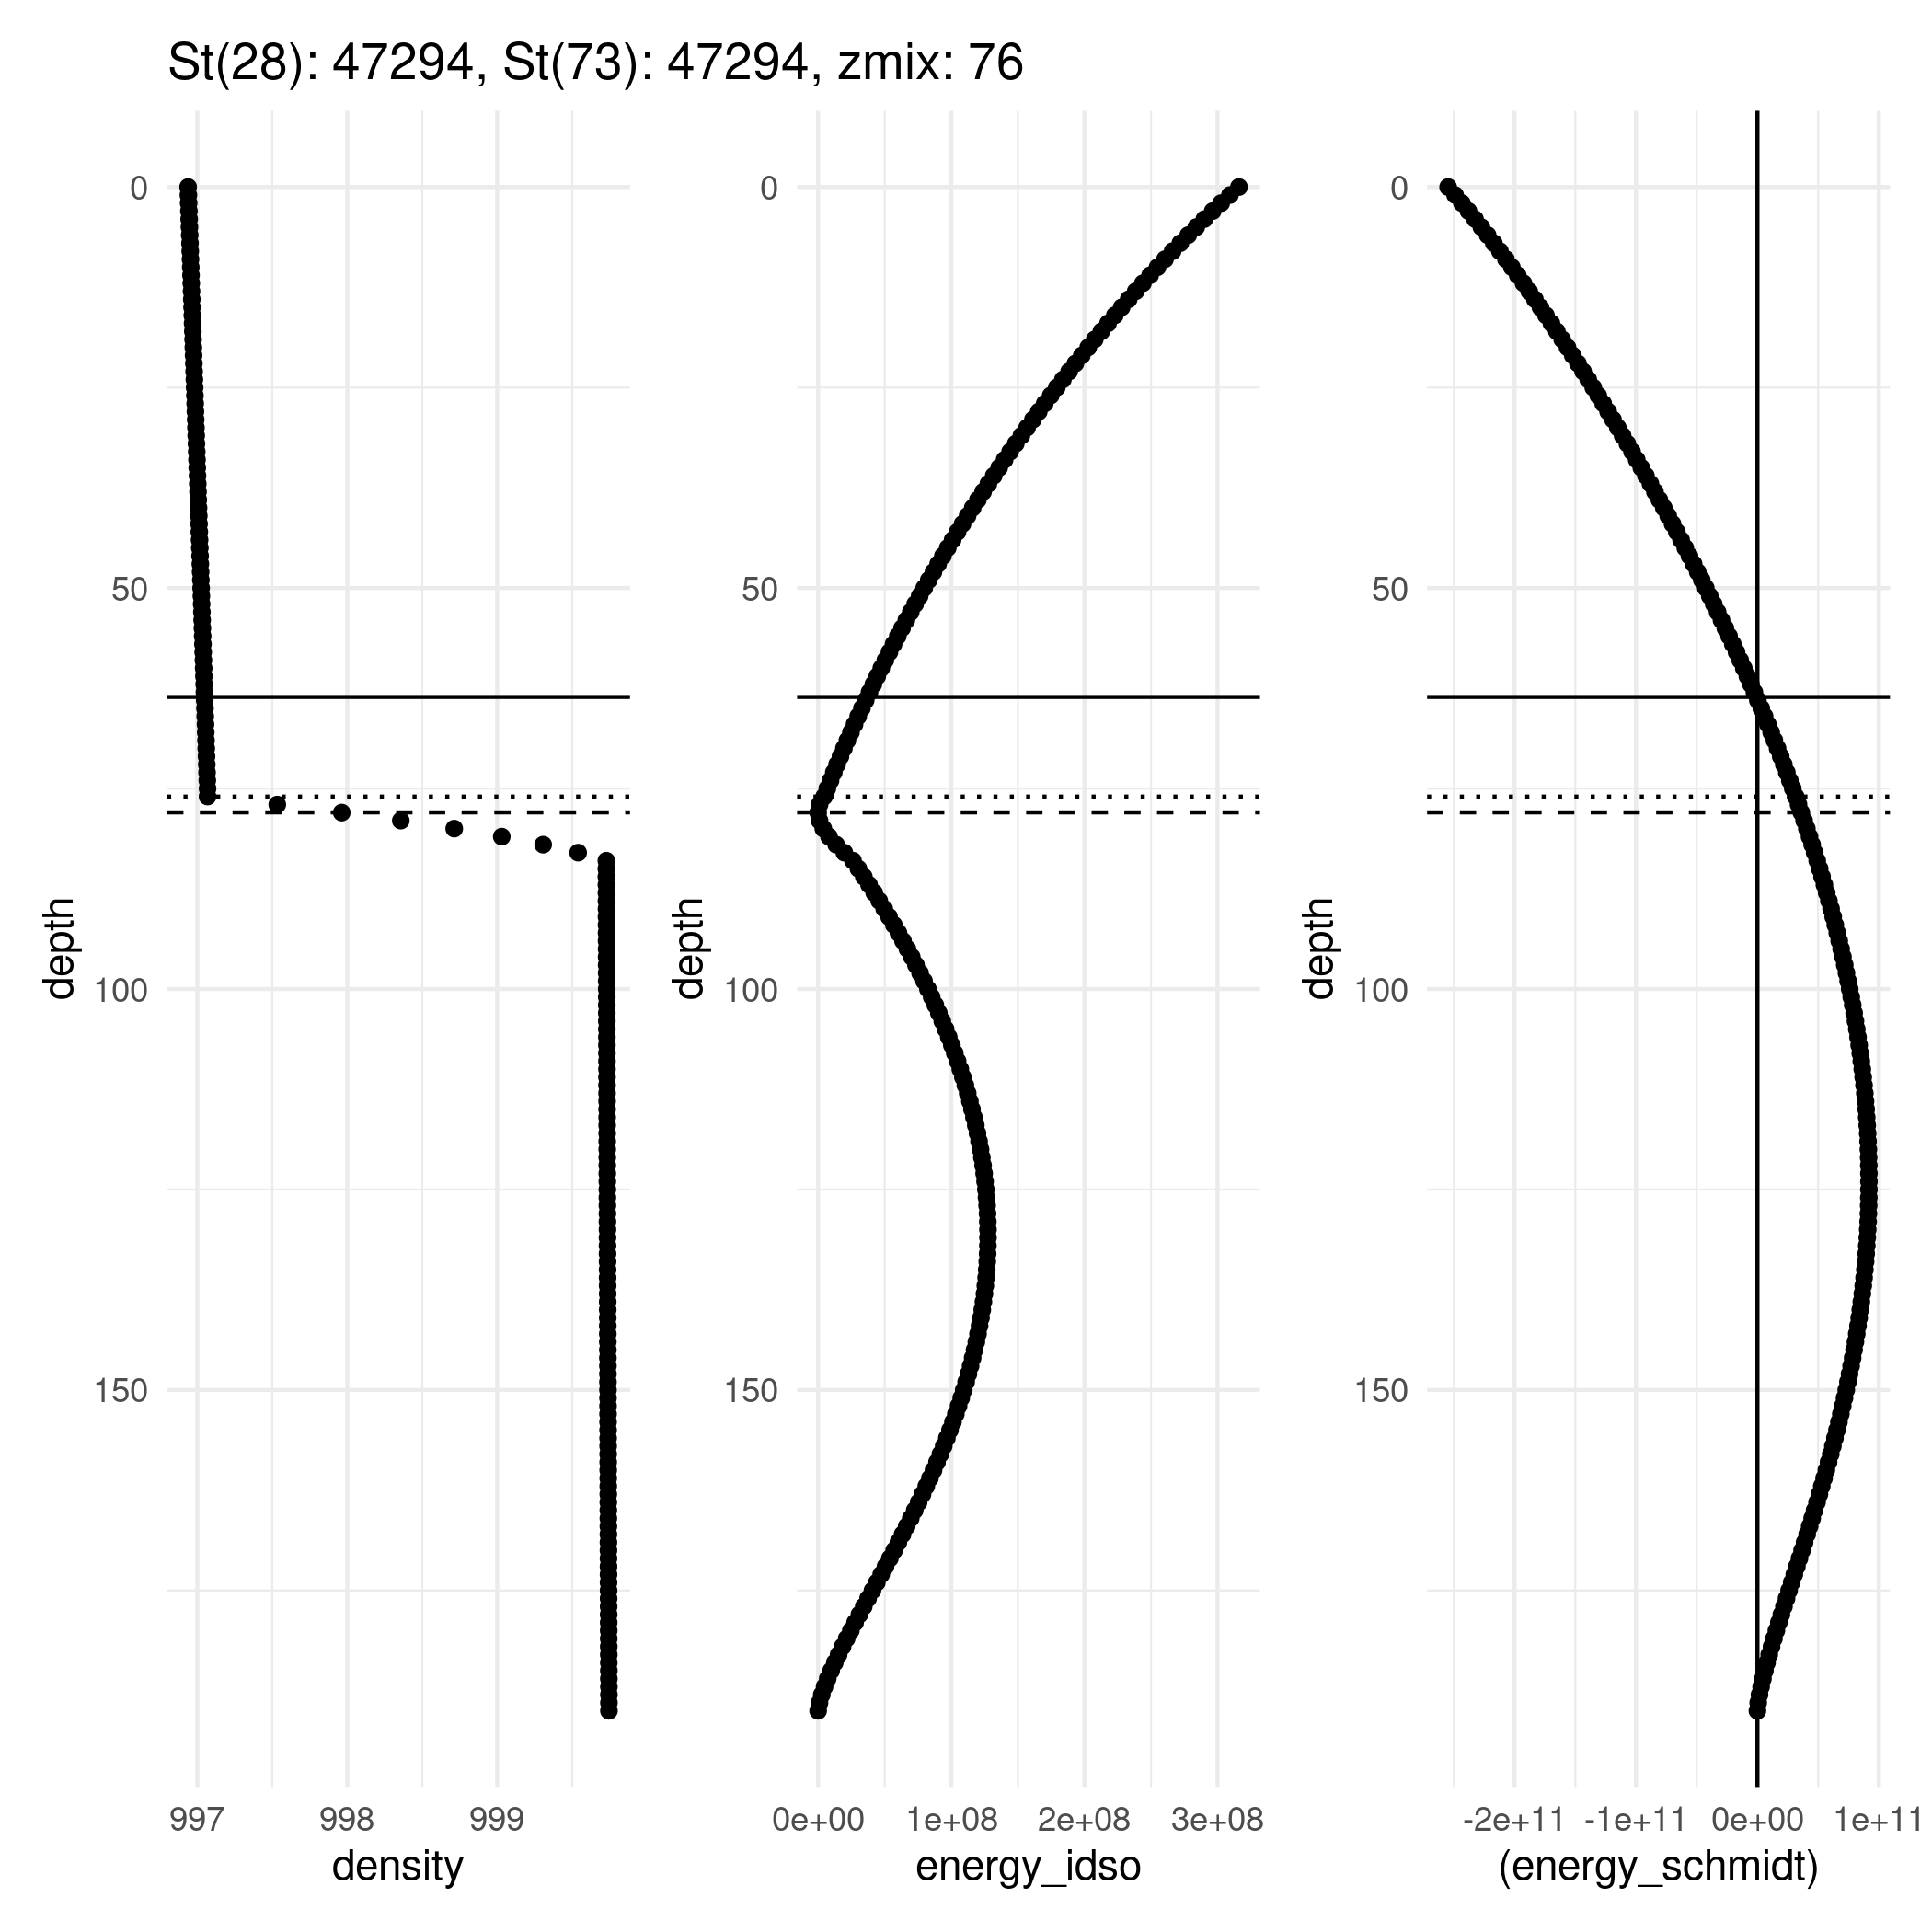 St(28): 47294, St(73): 47294, zmix: 76
0
50
100
150
depth
997 998 999
density
0
50
100
150
depth
0e+00 1e+08 2e+08 3e+08
energy_idso
0
50
100
150
depth
-2e+11 -1e+11 0e+00 1e+11
(energy_schmidt)